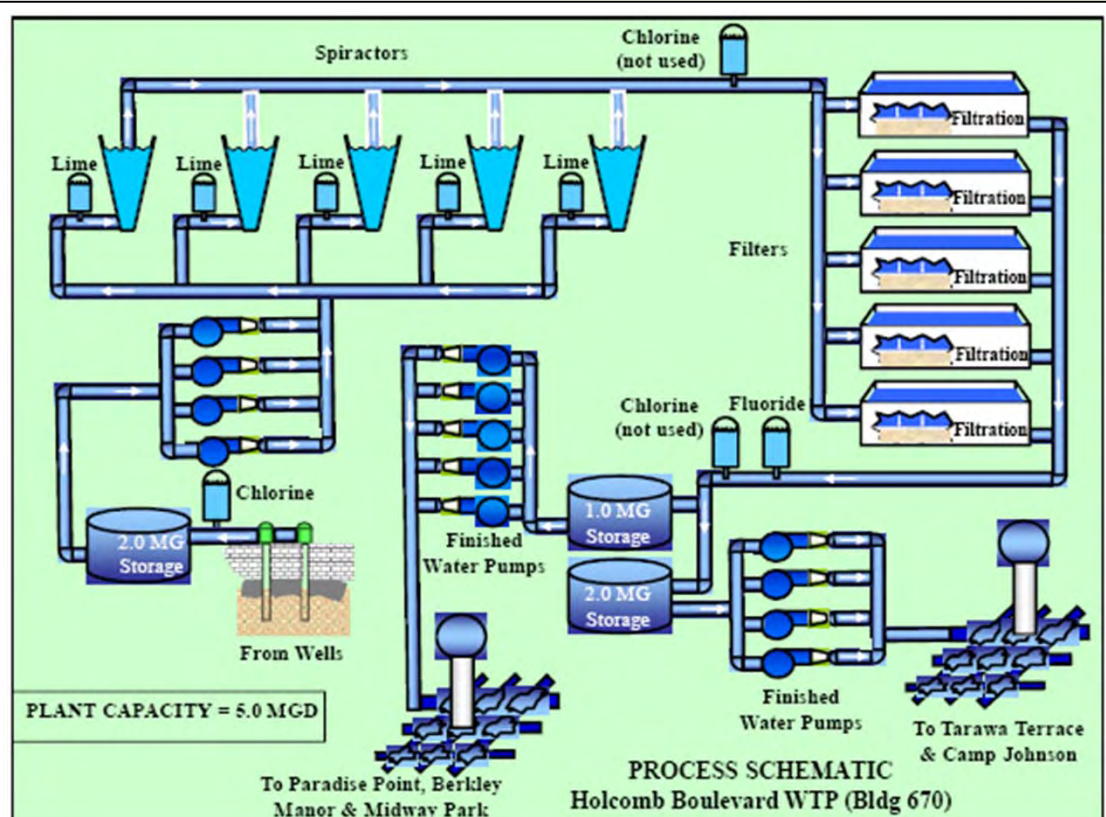 Spiractors
Chlorine
(not used)
Lime
Lime
Lime
Lime
Lime
Filtration
Filtration
Filtration
Filtration
Filtration
Filters
Chlorine
2.0 MG
Storage
From Wells
Finished
Water Pumps
Chlorine
(not used)
Fluoride
1.0 MG
Storage
2.0 MG
Storage
Finished
Water Pumps
To Tarawa Terrace
& Camp Johnson
To Paradise Point, Berkley
Manor & Midway Park
PLANT CAPACITY = 5.0 MGD
PROCESS SCHEMATIC
Holcomb Boulevard WTP (Bldg 670)